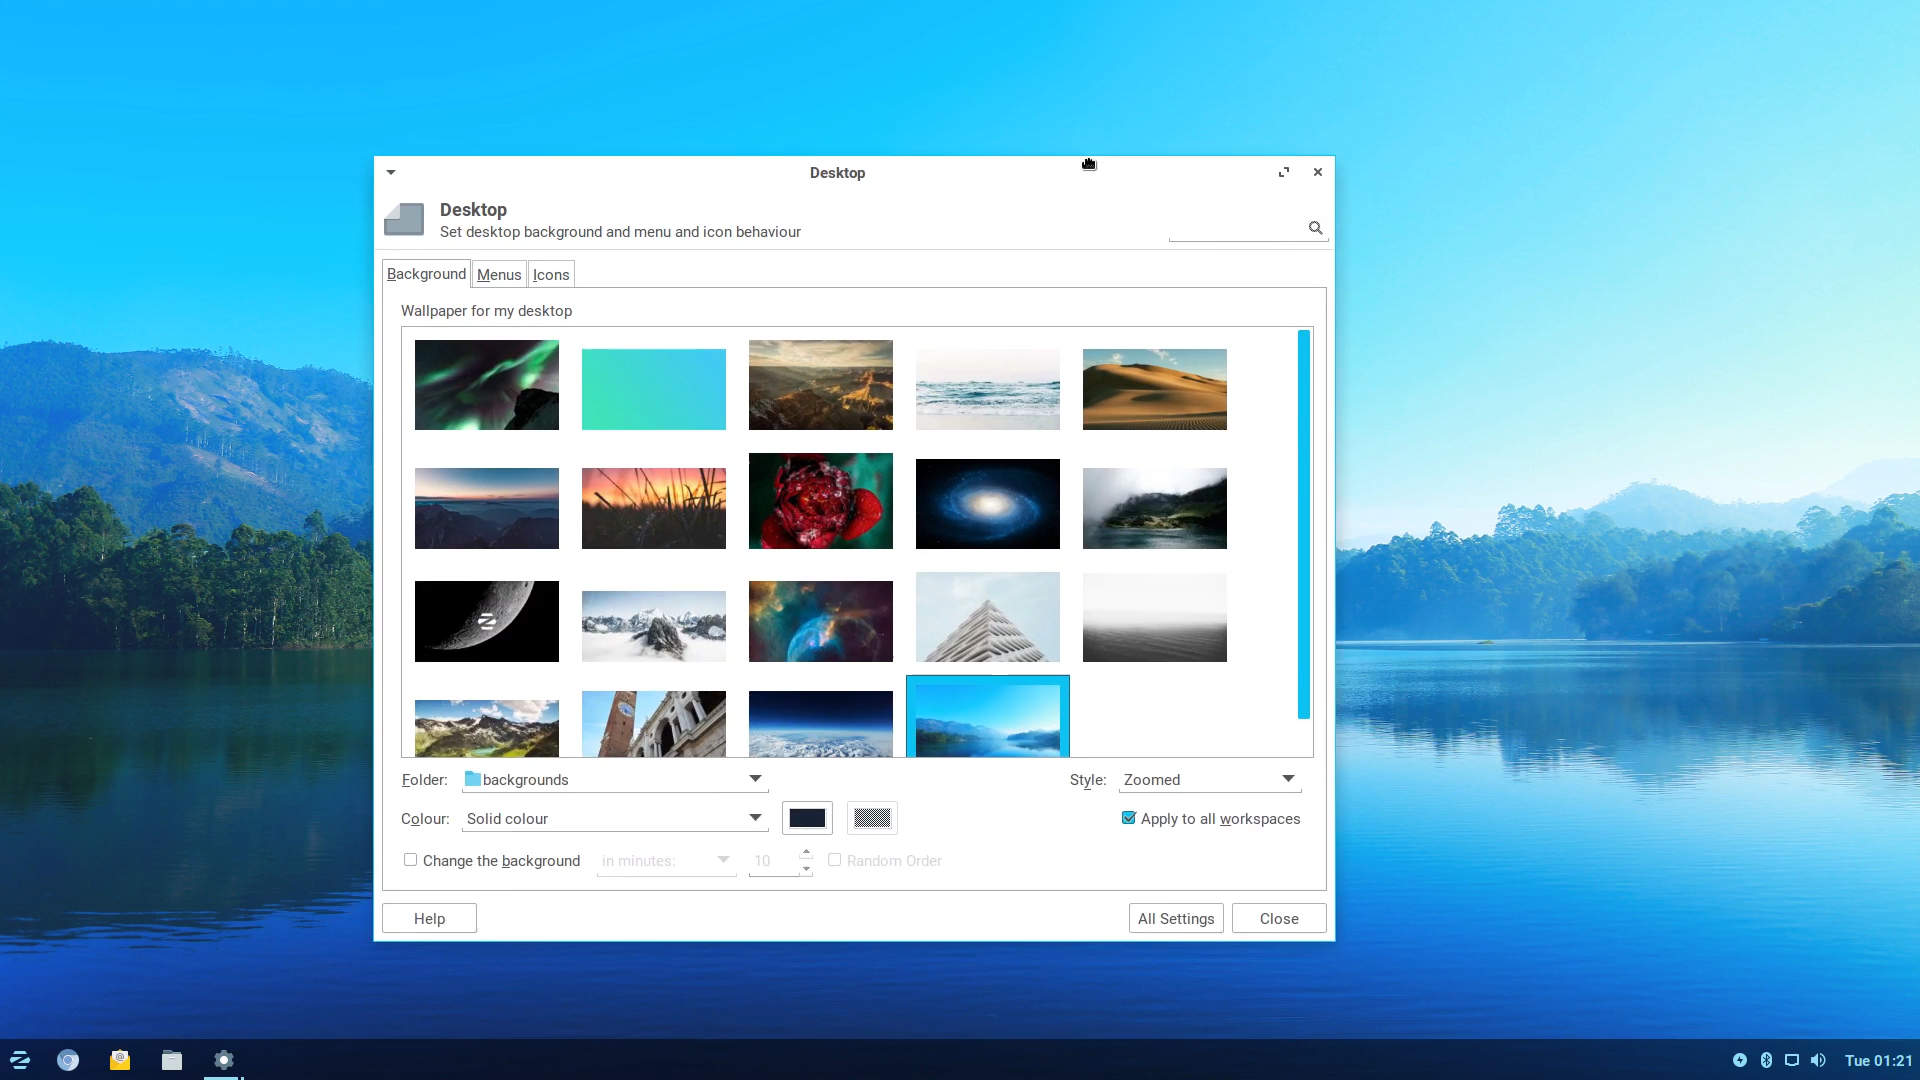 Desktop
Desktop
Set desktop background and menu and icon behaviour
Background Menus Icons
Wallpaper for my desktop
Folder: backgrounds Style: Zoomed
Colour: Solid colour Apply to all workspaces
Change the background in minutes: 10 Random Order
Help All Settings Close
Tue 01:21